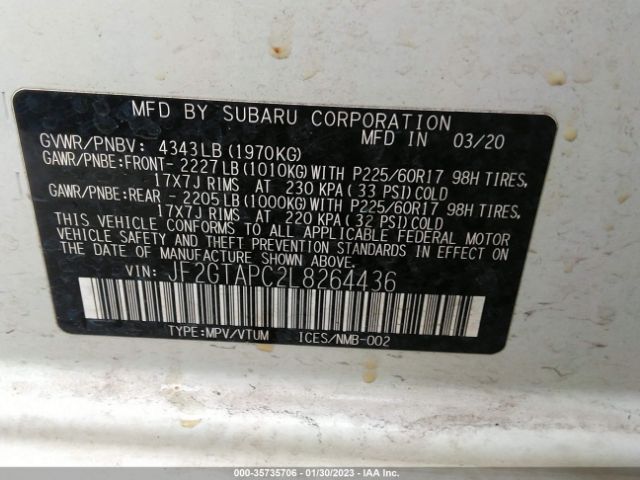 MFD BY SUBARU CORPORATION
MFD IN 03/20
GVWR/PNBV: 4343LB (1970KG)
GAWR/PNBE:FRONT- 2227LB(1010KG)WITH P225/60R17 98H TIRES,
17X7J RIMS AT 230 KPA(33 PSI)COLD
GAWR/PNBE:REAR - 2205LB(1000KG)WITH P225/60R17 98H TIRES,
17X7J RIMS AT 220 KPA(32 PSI)COLD
THIS VEHICLE CONFORMS TO ALL APPLICABLE FEDERAL MOTOR
VEHICLE SAFETY AND THEFT PREVENTION STANDARDS IN EFFECT ON
THE DATE OF MANUFACTURE SHOWN ABOVE.
VIN: JF2GTAPC2L8264436
TYPE:MPV/VTUM ICES/NMB-002
000-35735706 - 01/30/2023 - IAA Inc.